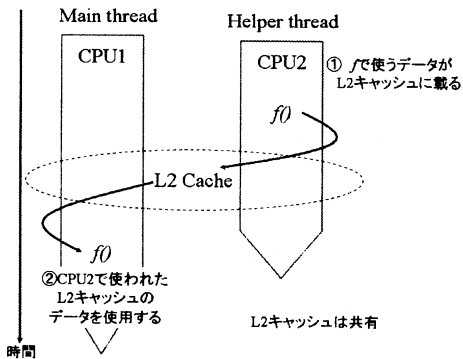 Main thread
Helper thread
CPU1
CPU2
① fで使うデータが
L2キャッシュに載る
f()
L2 Cache
f()
②CPU2で使われた
L2キャッシュの
データを使用する
L2キャッシュは共有
時間